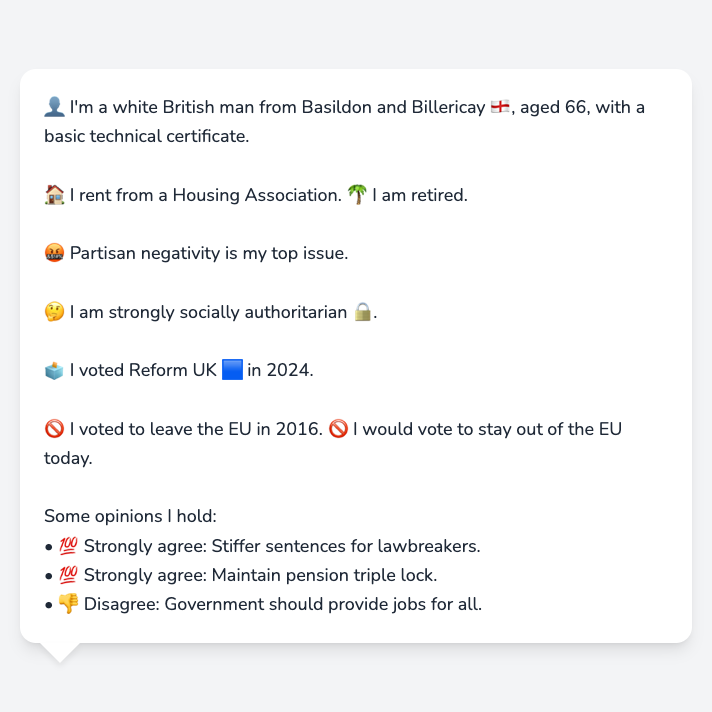 👤 I'm a white British man from Basildon and Billericay 🏴󠁧󠁢󠁥󠁮󠁧󠁿, aged 66, with a
basic technical certificate.
🏠 I rent from a Housing Association. 🌴 I am retired.
🤬 Partisan negativity is my top issue.
🤔 I am strongly socially authoritarian 🔒.
🗳️ I voted Reform UK 🟦 in 2024.
🚫 I voted to leave the EU in 2016. 🚫 I would vote to stay out of the EU
today.
Some opinions I hold:
• 💯 Strongly agree: Stiffer sentences for lawbreakers.
• 💯 Strongly agree: Maintain pension triple lock.
• 👎 Disagree: Government should provide jobs for all.